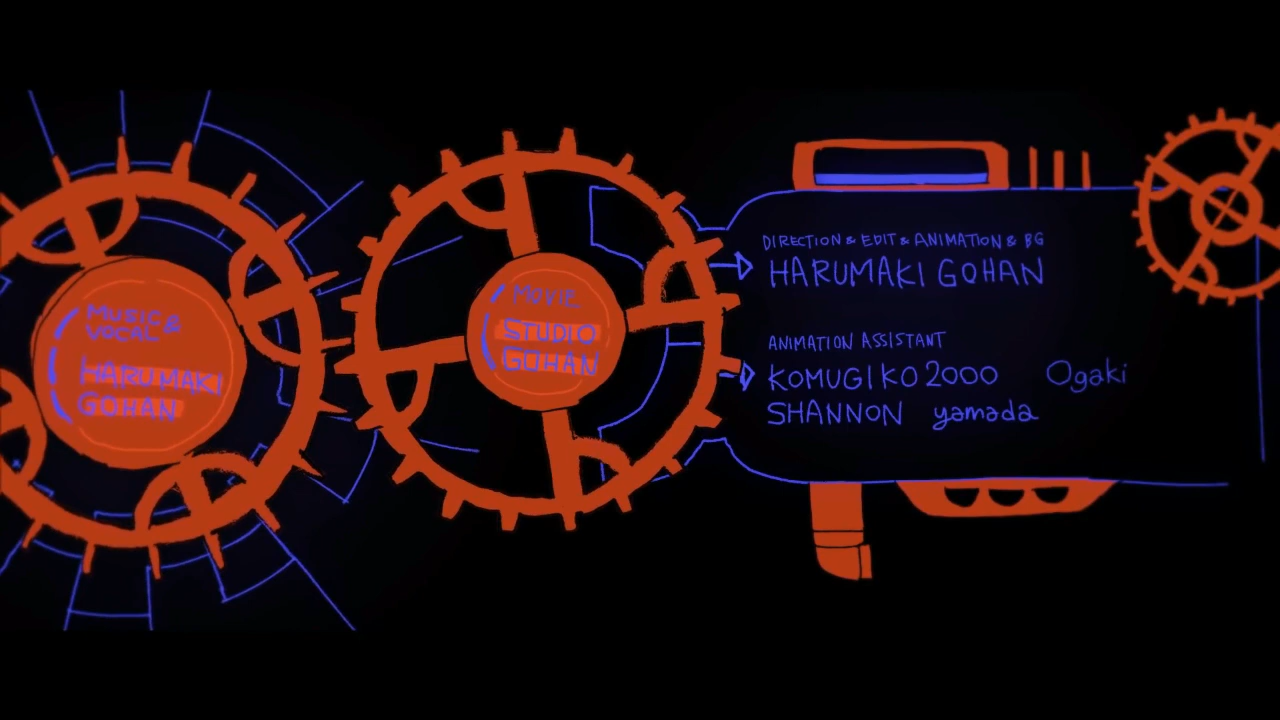 MUSIC &
VOCAL
HARUMAKI
GOHAN
MOVIE
STUDIO
GOHAN
DIRECTION & EDIT & ANIMATION & BG
HARUMAKI GOHAN
ANIMATION ASSISTANT
KOMUGIKO2000 Ogaki
SHANNON yamada